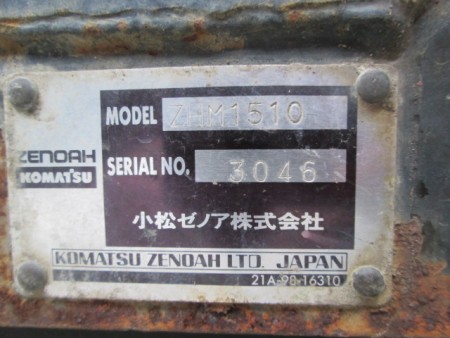 MODEL ZHM1510
ZENOAH
KOMATSU
SERIAL NO. 3046
小松ゼノア株式会社
KOMATSU ZENOAH LTD. JAPAN
21A-98-16310